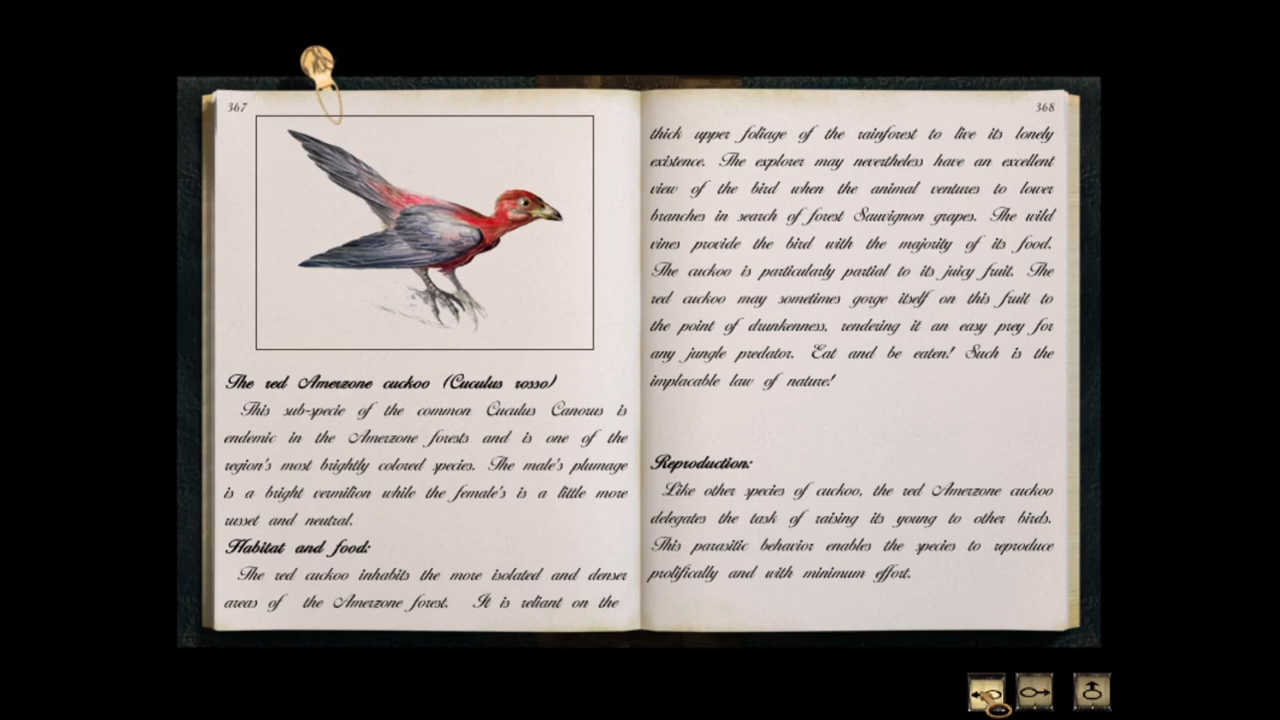 367
The red Amerzone cuckoo (Cuculus rosso)
This sub-specie of the common Cuculus Canorus is
endemic in the Amerzone forests and is one of the
region's most brightly colored species. The male's plumage
is a bright vermilion while the female's is a little more
russet and neutral.
Habitat and food:
The red cuckoo inhabits the more isolated and denser
areas of the Amerzone forest. It is reliant on the
368
thick upper foliage of the rainforest to live its lonely
existence. The explorer may nevertheless have an excellent
view of the bird when the animal ventures to lower
branches in search of forest Sauvignon grapes. The wild
vines provide the bird with the majority of its food.
The cuckoo is particularly partial to its juicy fruit. The
red cuckoo may sometimes gorge itself on this fruit to
the point of drunkenness, rendering it an easy prey for
any jungle predator. Eat and be eaten! Such is the
implacable law of nature!
Reproduction:
Like other species of cuckoo, the red Amerzone cuckoo
delegates the task of raising its young to other birds.
This parasitic behavior enables the species to reproduce
prolifically and with minimum effort.